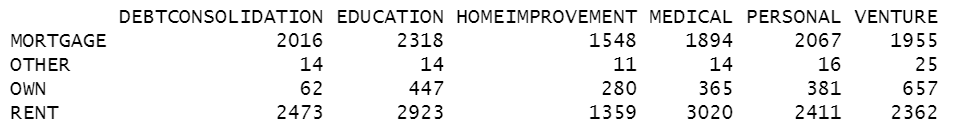 DEBTCONSOLIDATION EDUCATION HOMEIMPROVEMENT MEDICAL PERSONAL VENTURE
MORTGAGE 2016 2318 1548 1894 2067 1955
OTHER 14 14 11 14 16 25
OWN 62 447 280 365 381 657
RENT 2473 2923 1359 3020 2411 2362